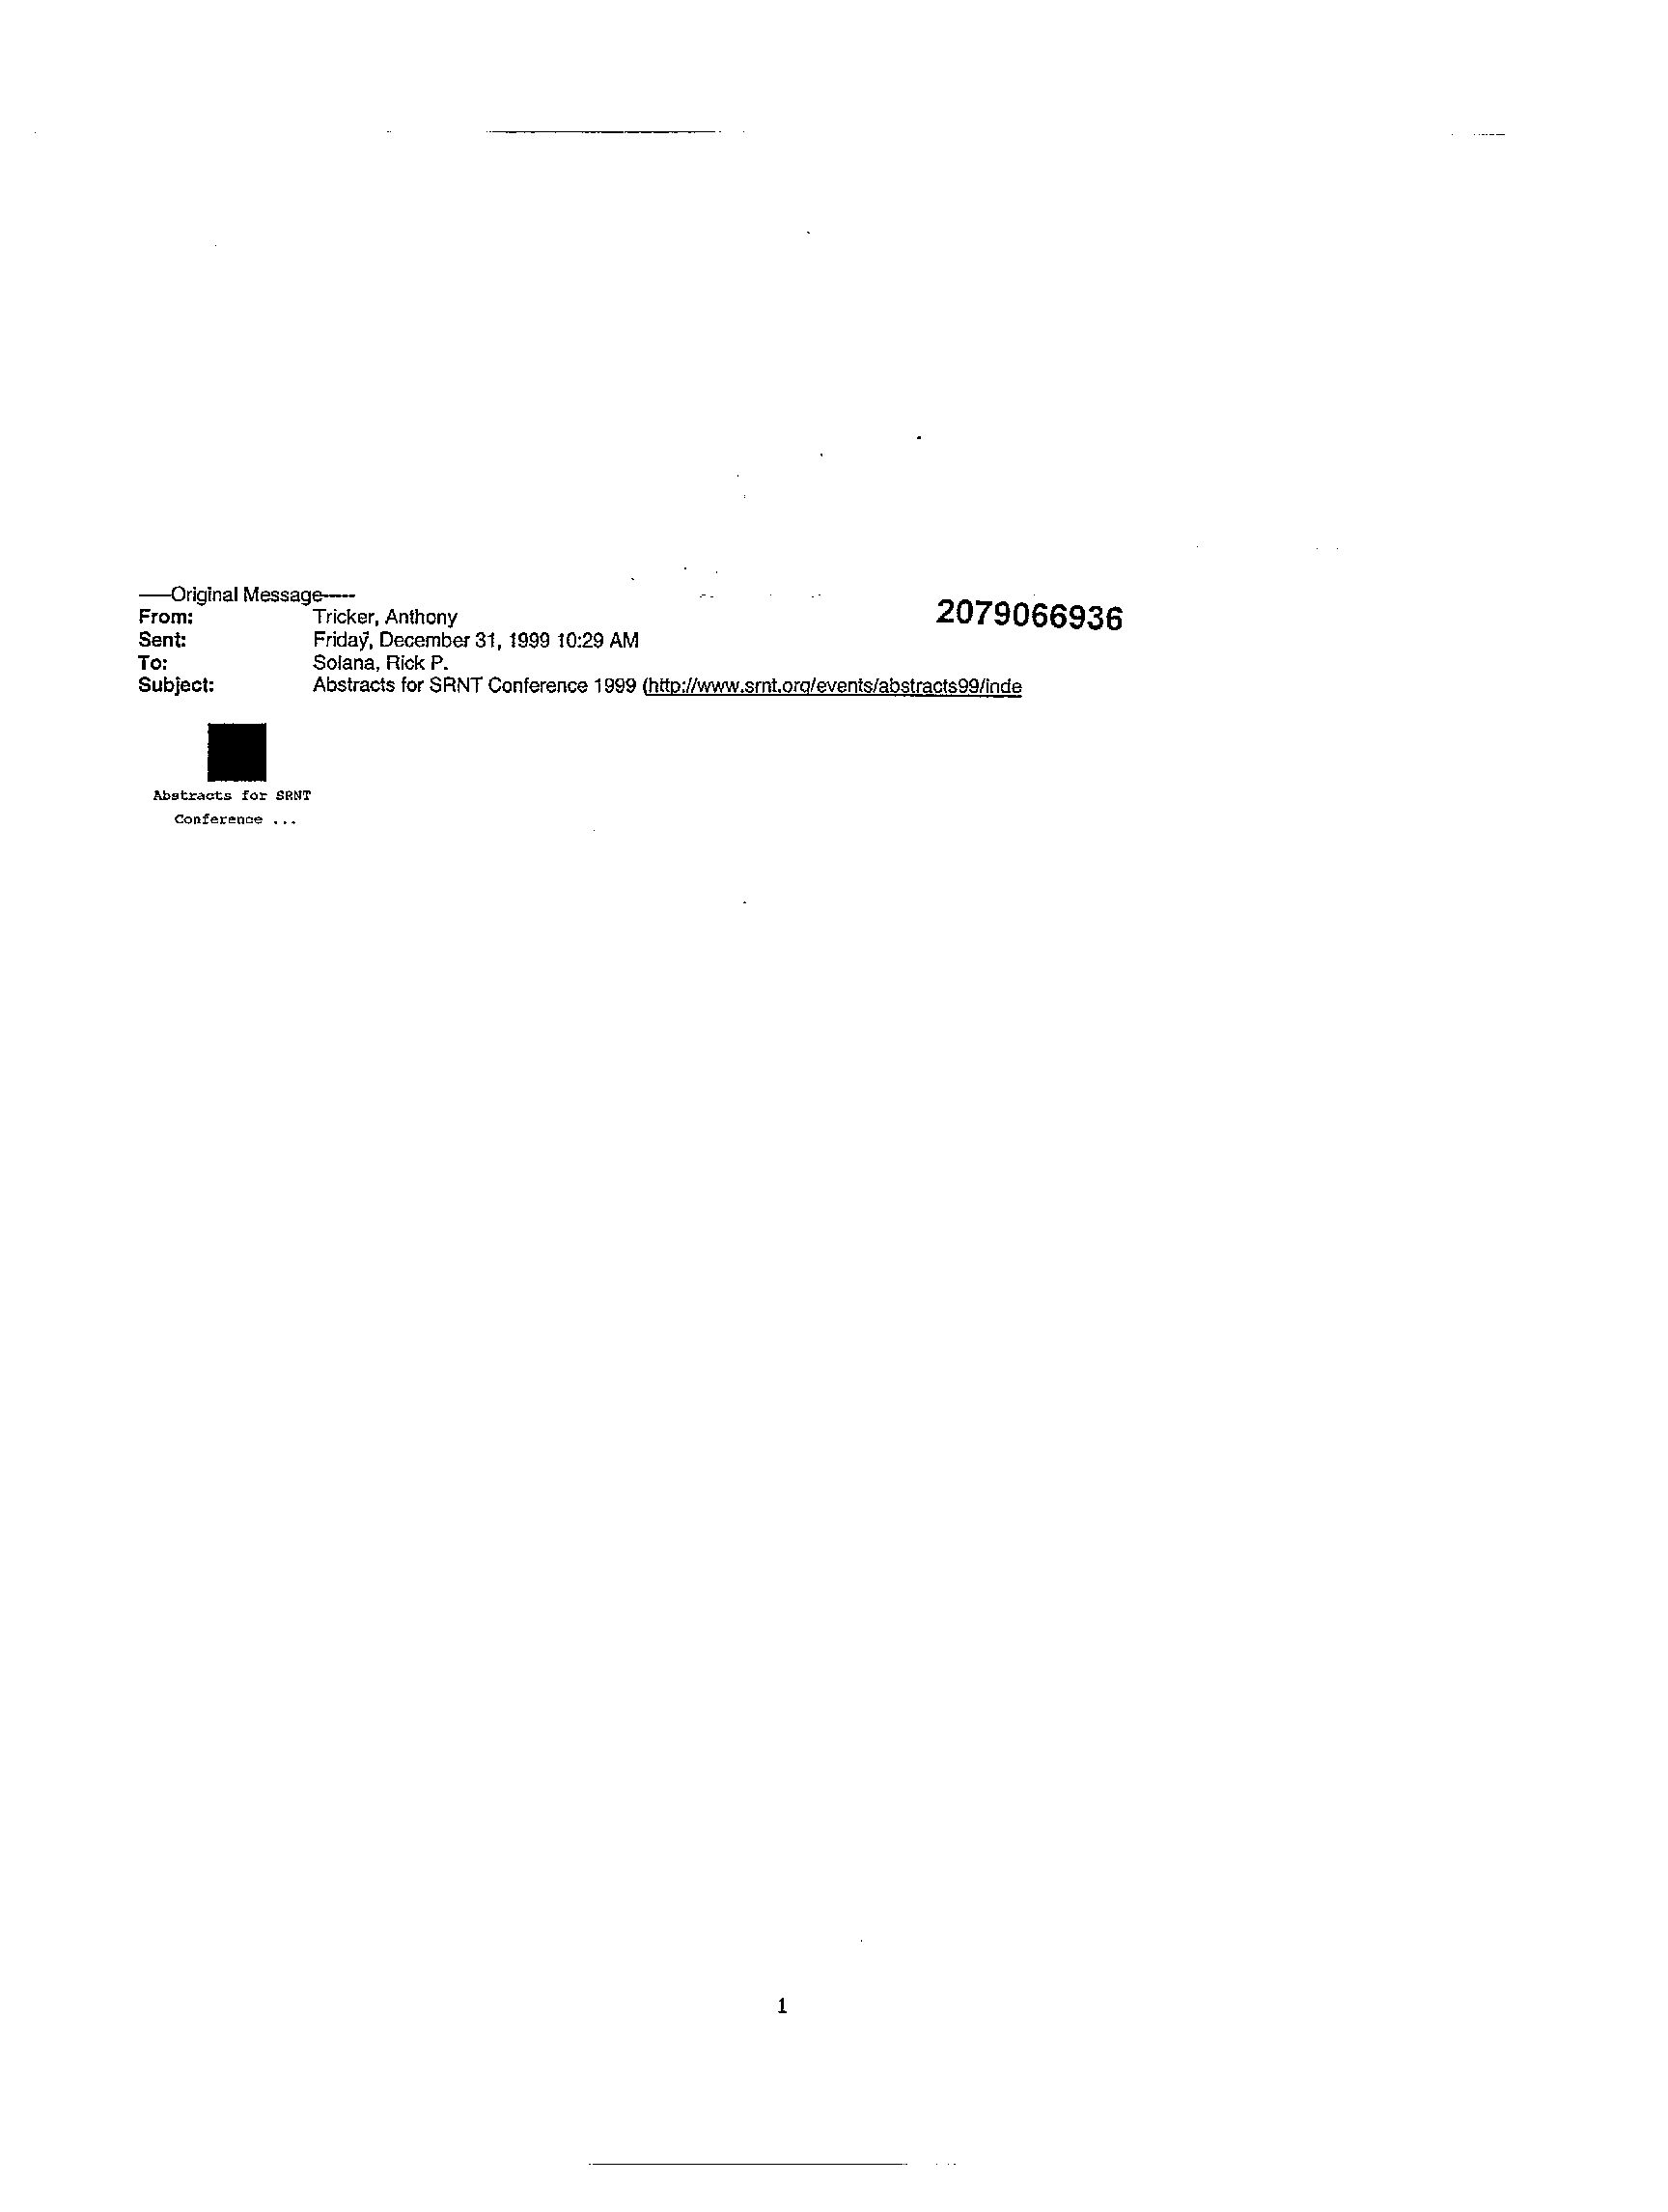 -----Original Message-----
From: Tricker, Anthony
2079066936
Sent: Friday, December 31, 1999 10:29 AM
To: Solana, Rick P.
Subject: Abstracts for SRNT Conference 1999 (http://www.srnt.org/events/abstracts99/inde
Abstracts for SRNT
Conference ...
1